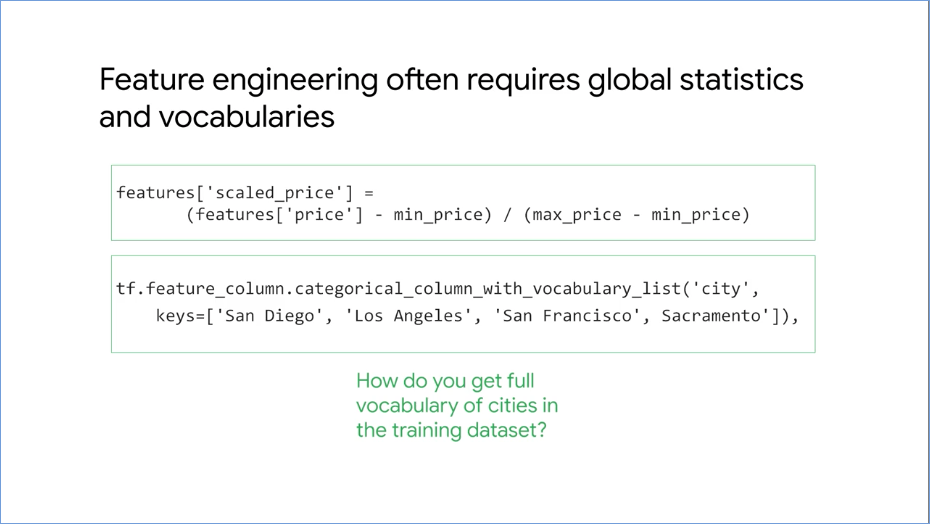 Feature engineering often requires global statistics
and vocabularies
features['scaled_price'] =
(features['price'] - min_price) / (max_price - min_price)
tf.feature_column.categorical_column_with_vocabulary_list('city',
keys=['San Diego', 'Los Angeles', 'San Francisco', Sacramento']),
How do you get full
vocabulary of cities in
the training dataset?